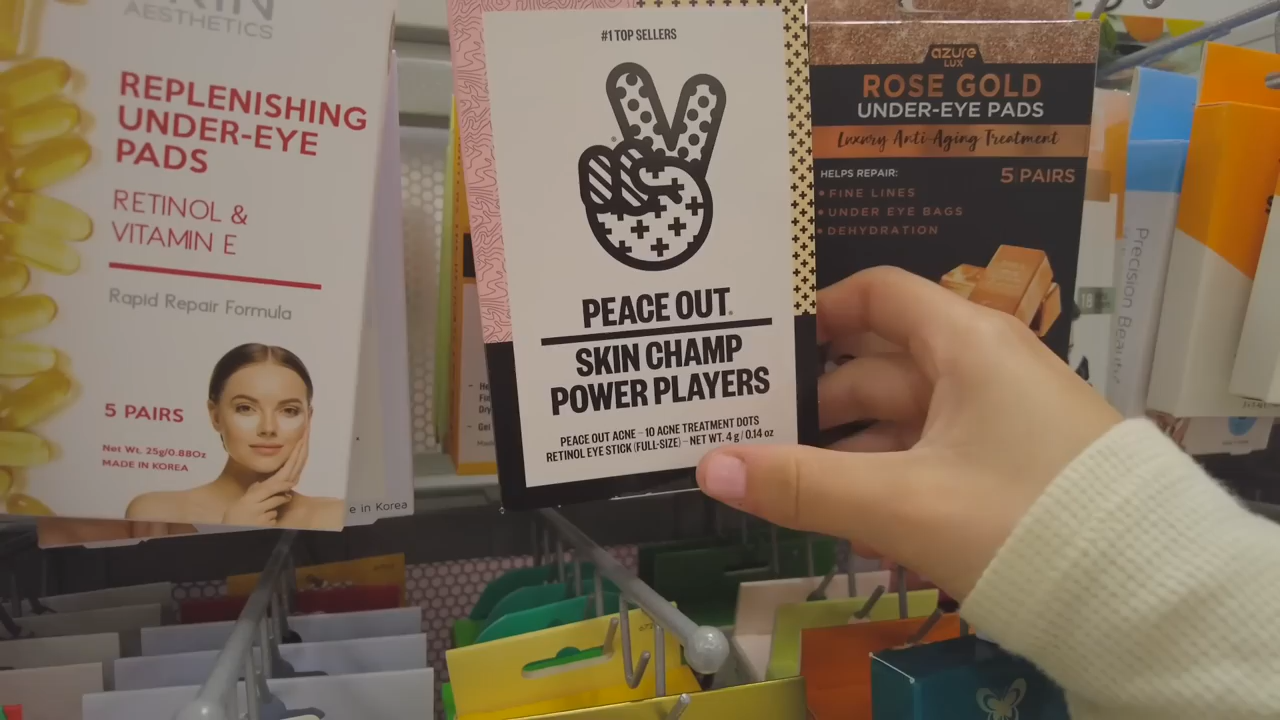 AESTHETICS
REPLENISHING
UNDER-EYE
PADS
RETINOL &
VITAMIN E
Rapid Repair Formula
5 PAIRS
Net Wt. 25g/0.88Oz
MADE IN KOREA
e in Korea
#1 TOP SELLERS
PEACE OUT.
SKIN CHAMP
POWER PLAYERS
PEACE OUT ACNE - 10 ACNE TREATMENT DOTS
RETINOL EYE STICK (FULL-SIZE) - NET WT. 4 g / 0.14 oz
azure
LUX
ROSE GOLD
UNDER-EYE PADS
Luxury Anti-Aging Treatment
HELPS REPAIR:
5 PAIRS
• FINE LINES
• UNDER EYE BAGS
• DEHYDRATION
Precision Beauty